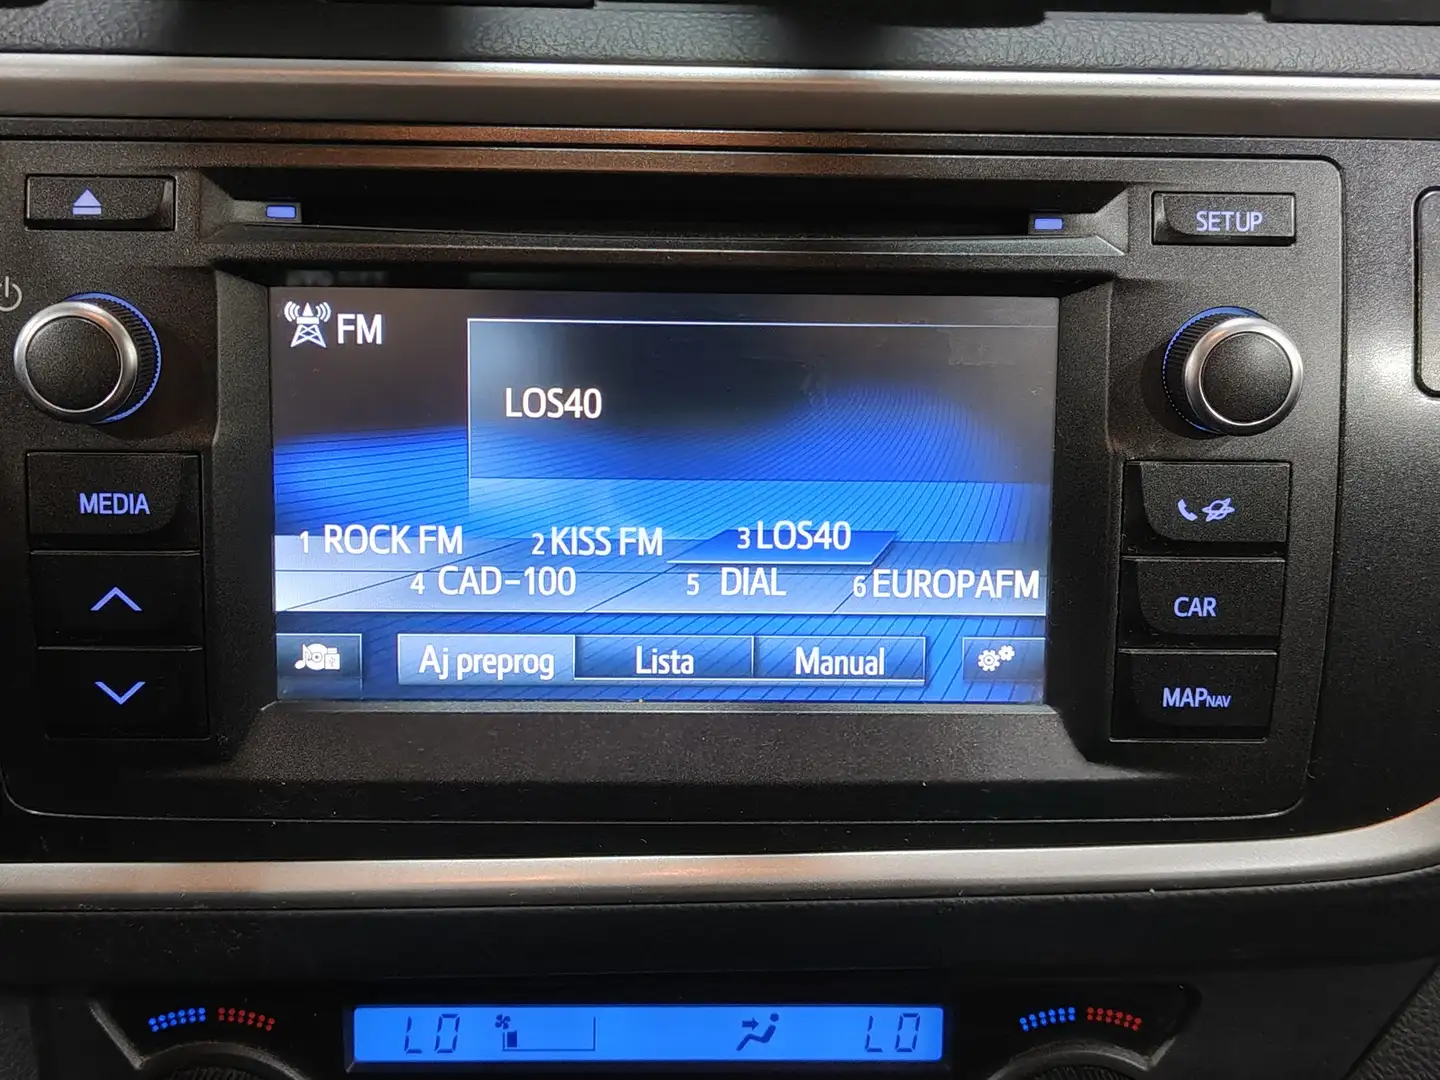 SETUP
FM
LOS40
MEDIA
1 ROCK FM 2 KISS FM 3 LOS40
4 CAD-100 5 DIAL 6 EUROPAFM
CAR
Aj preprog Lista Manual
MAPNAV
LO LO